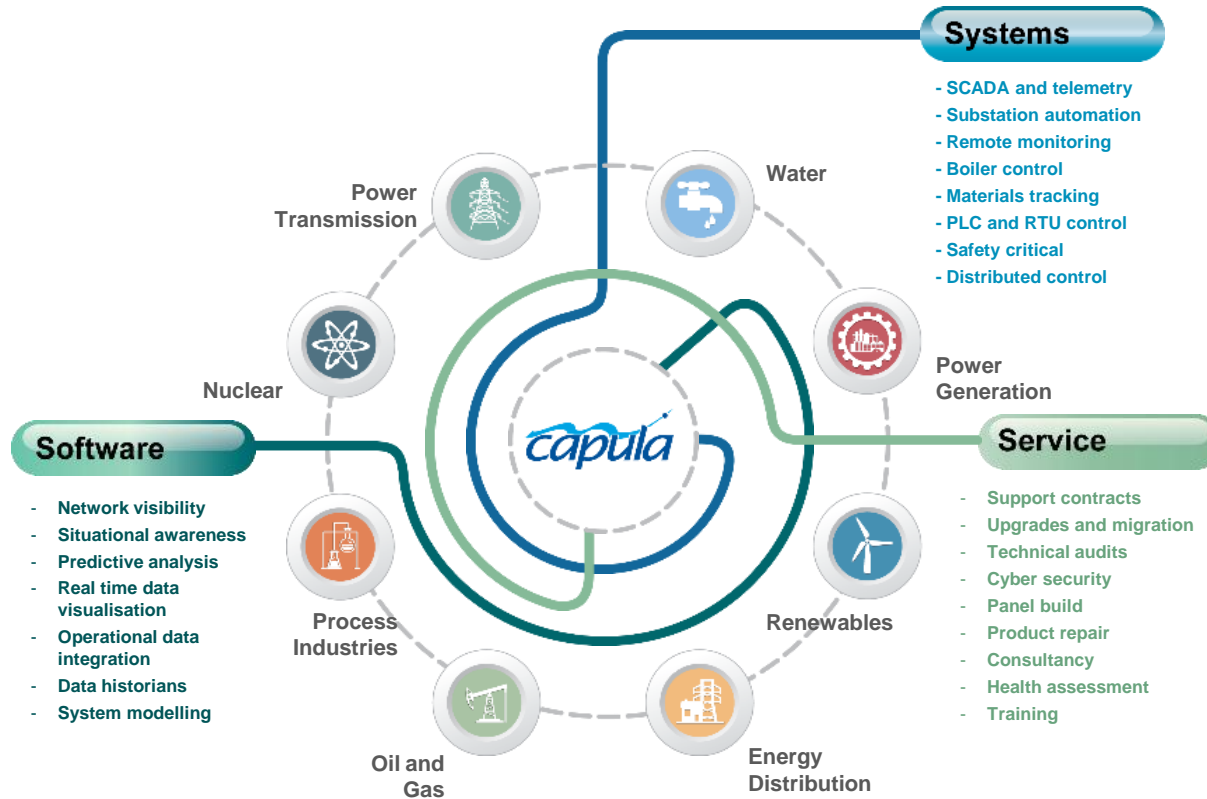 Systems
- SCADA and telemetry
- Substation automation
- Remote monitoring
- Boiler control
- Materials tracking
- PLC and RTU control
- Safety critical
- Distributed control
Water
Power
Transmission
Nuclear
Power
Generation
capula
Software
- Network visibility
- Situational awareness
- Predictive analysis
- Real time data
visualisation
- Operational data
integration
- Data historians
- System modelling
Service
- Support contracts
- Upgrades and migration
- Technical audits
- Cyber security
- Panel build
- Product repair
- Consultancy
- Health assessment
- Training
Process
Industries
Renewables
Oil and
Gas
Energy
Distribution